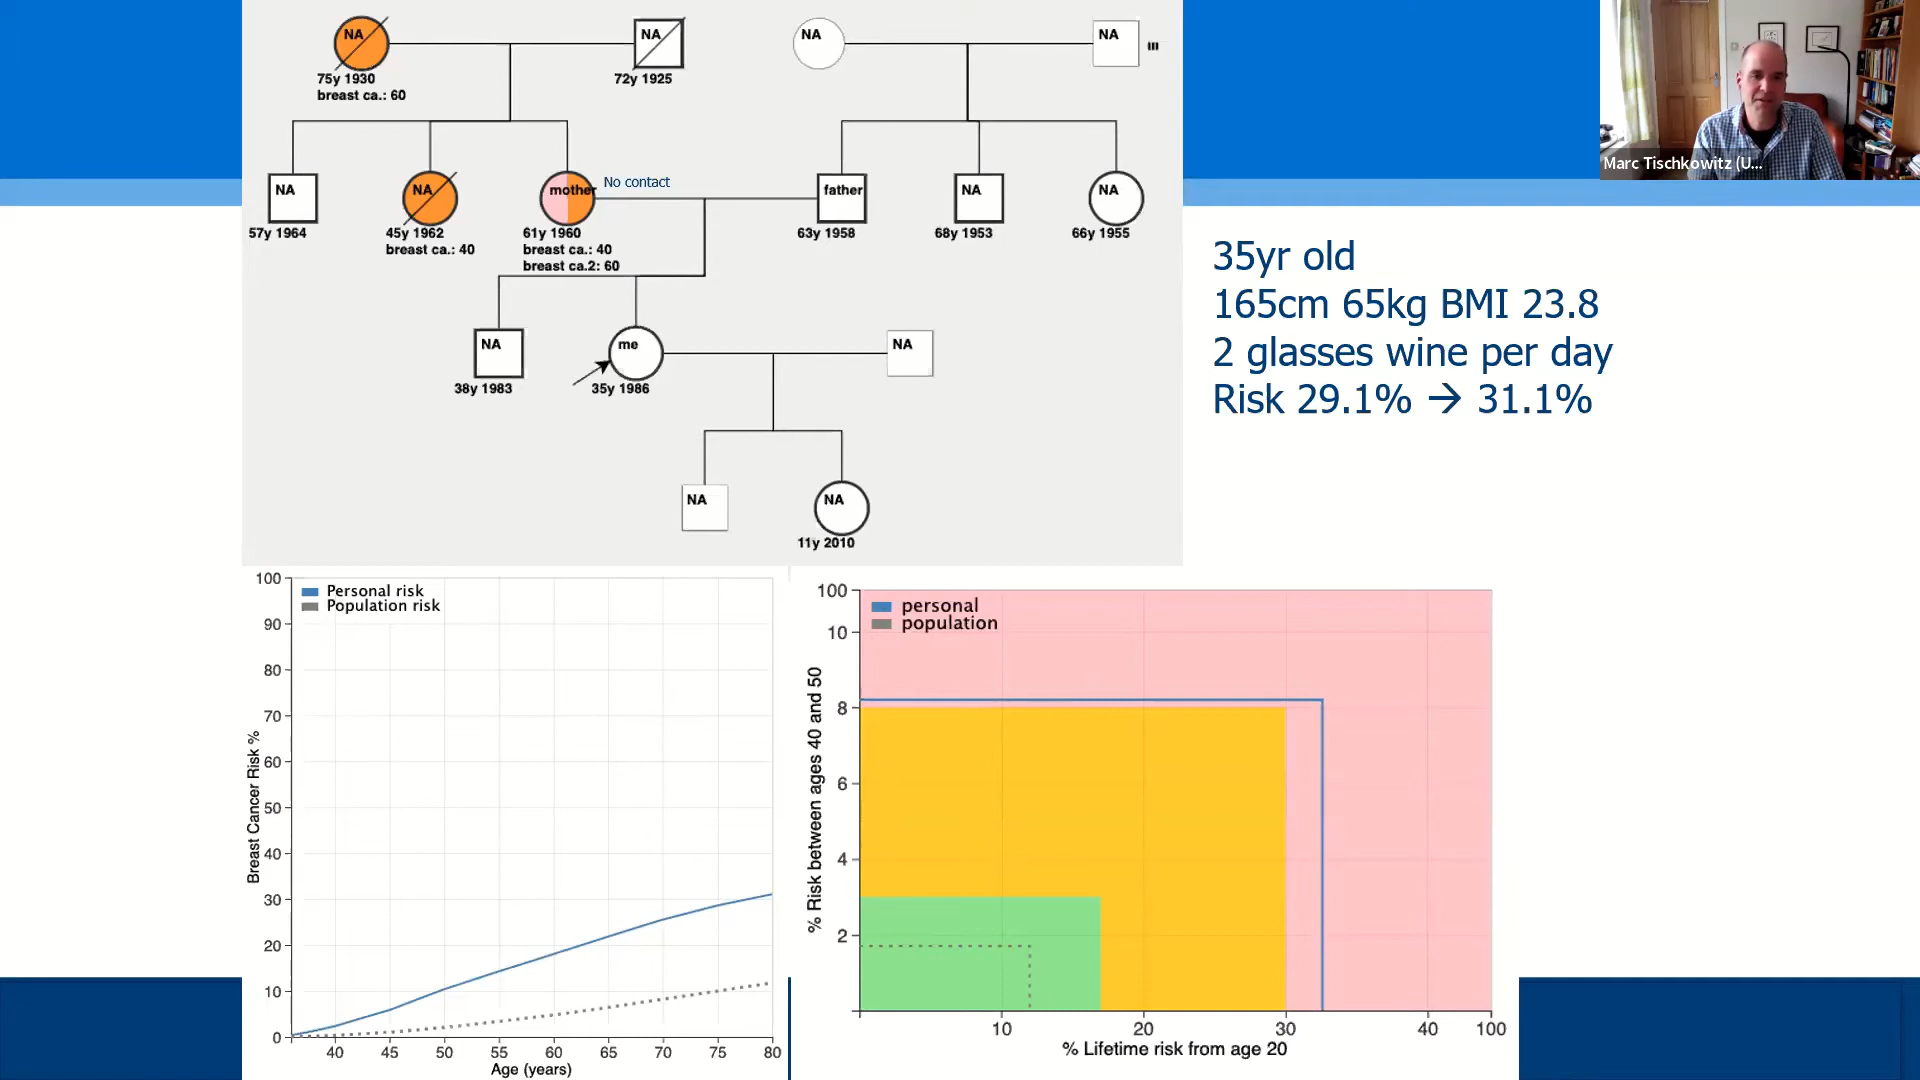 NA
NA
NA
NA
75y 1930
breast ca.: 60
72y 1925
NA
NA
mother
No contact
father
NA
NA
57y 1964
45y 1962
breast ca.: 40
61y 1960
breast ca.: 40
breast ca.2: 60
63y 1958
68y 1953
66y 1955
NA
me
NA
38y 1983
35y 1986
NA
NA
11y 2010
Marc Tischkowitz (U...
35yr old
165cm 65kg BMI 23.8
2 glasses wine per day
Risk 29.1% → 31.1%
Personal risk
Population risk
Breast Cancer Risk %
100
90
80
70
60
50
40
30
20
10
0
40 45 50 55 60 65 70 75 80
Age (years)
personal
population
% Risk between ages 40 and 50
100
10
8
6
4
2
10 20 30 40 100
% Lifetime risk from age 20